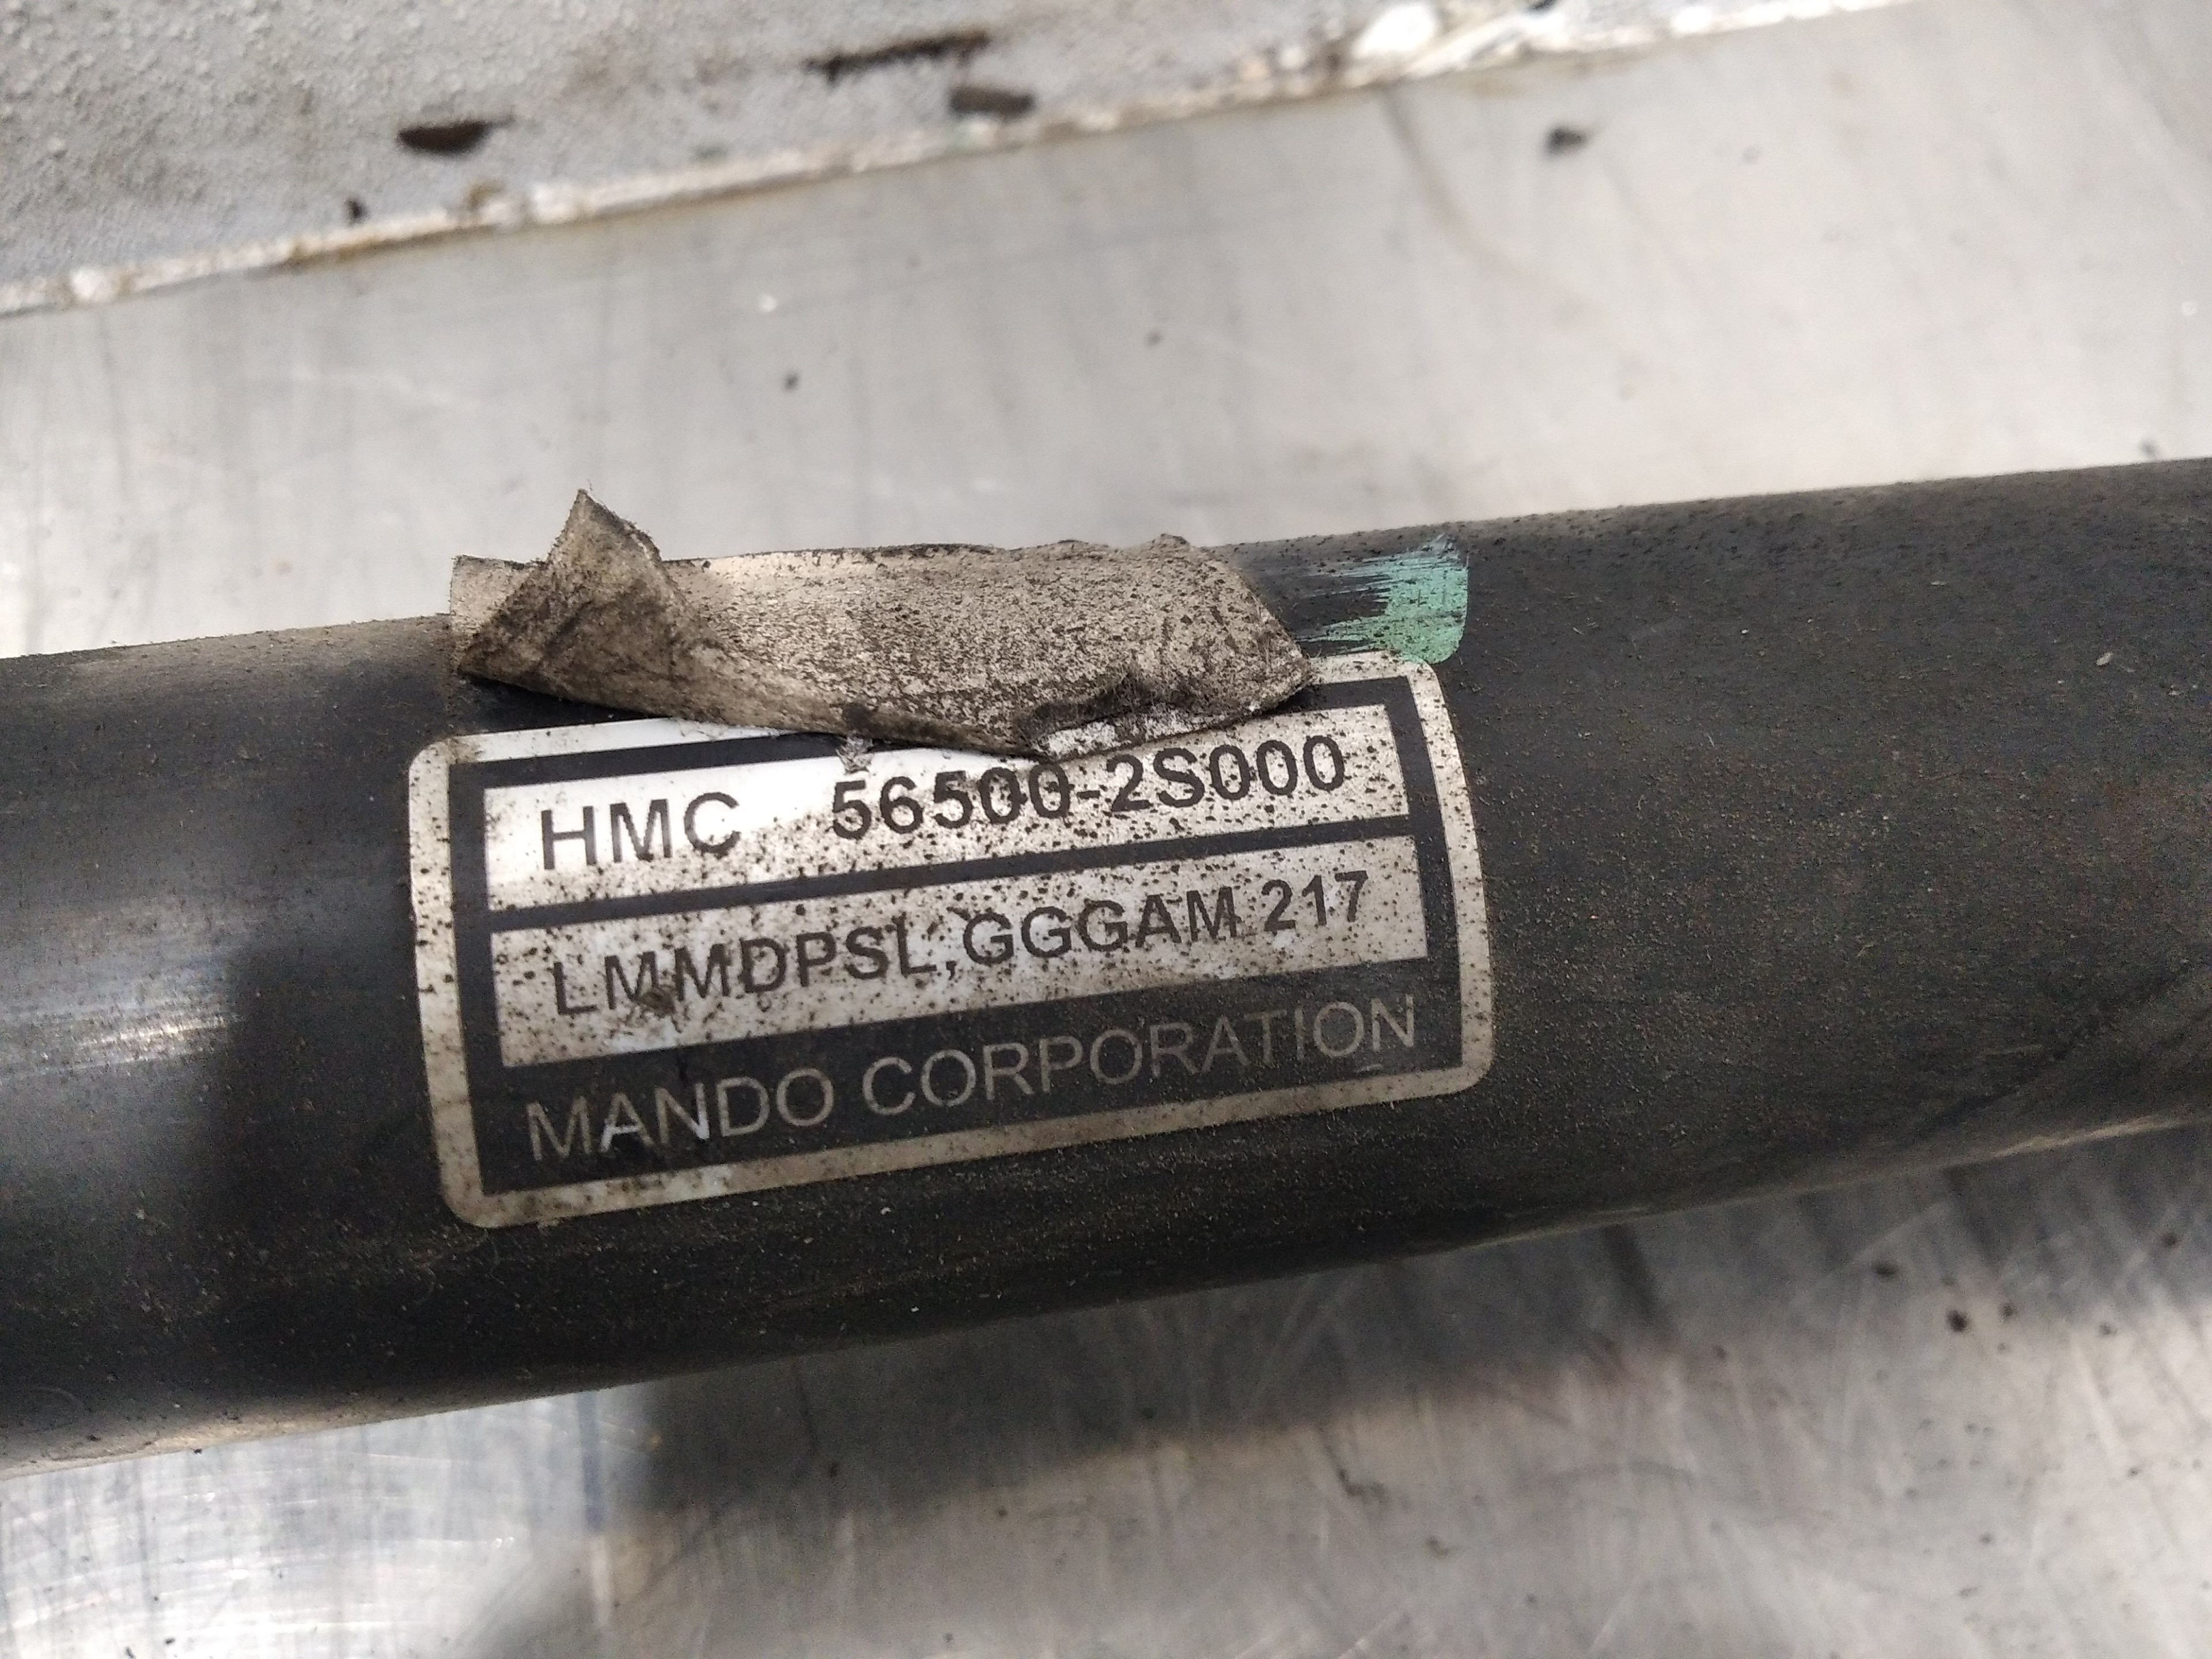 HMC 56500-2S000
LMMDPSL,GGGAM 217
MANDO CORPORATION